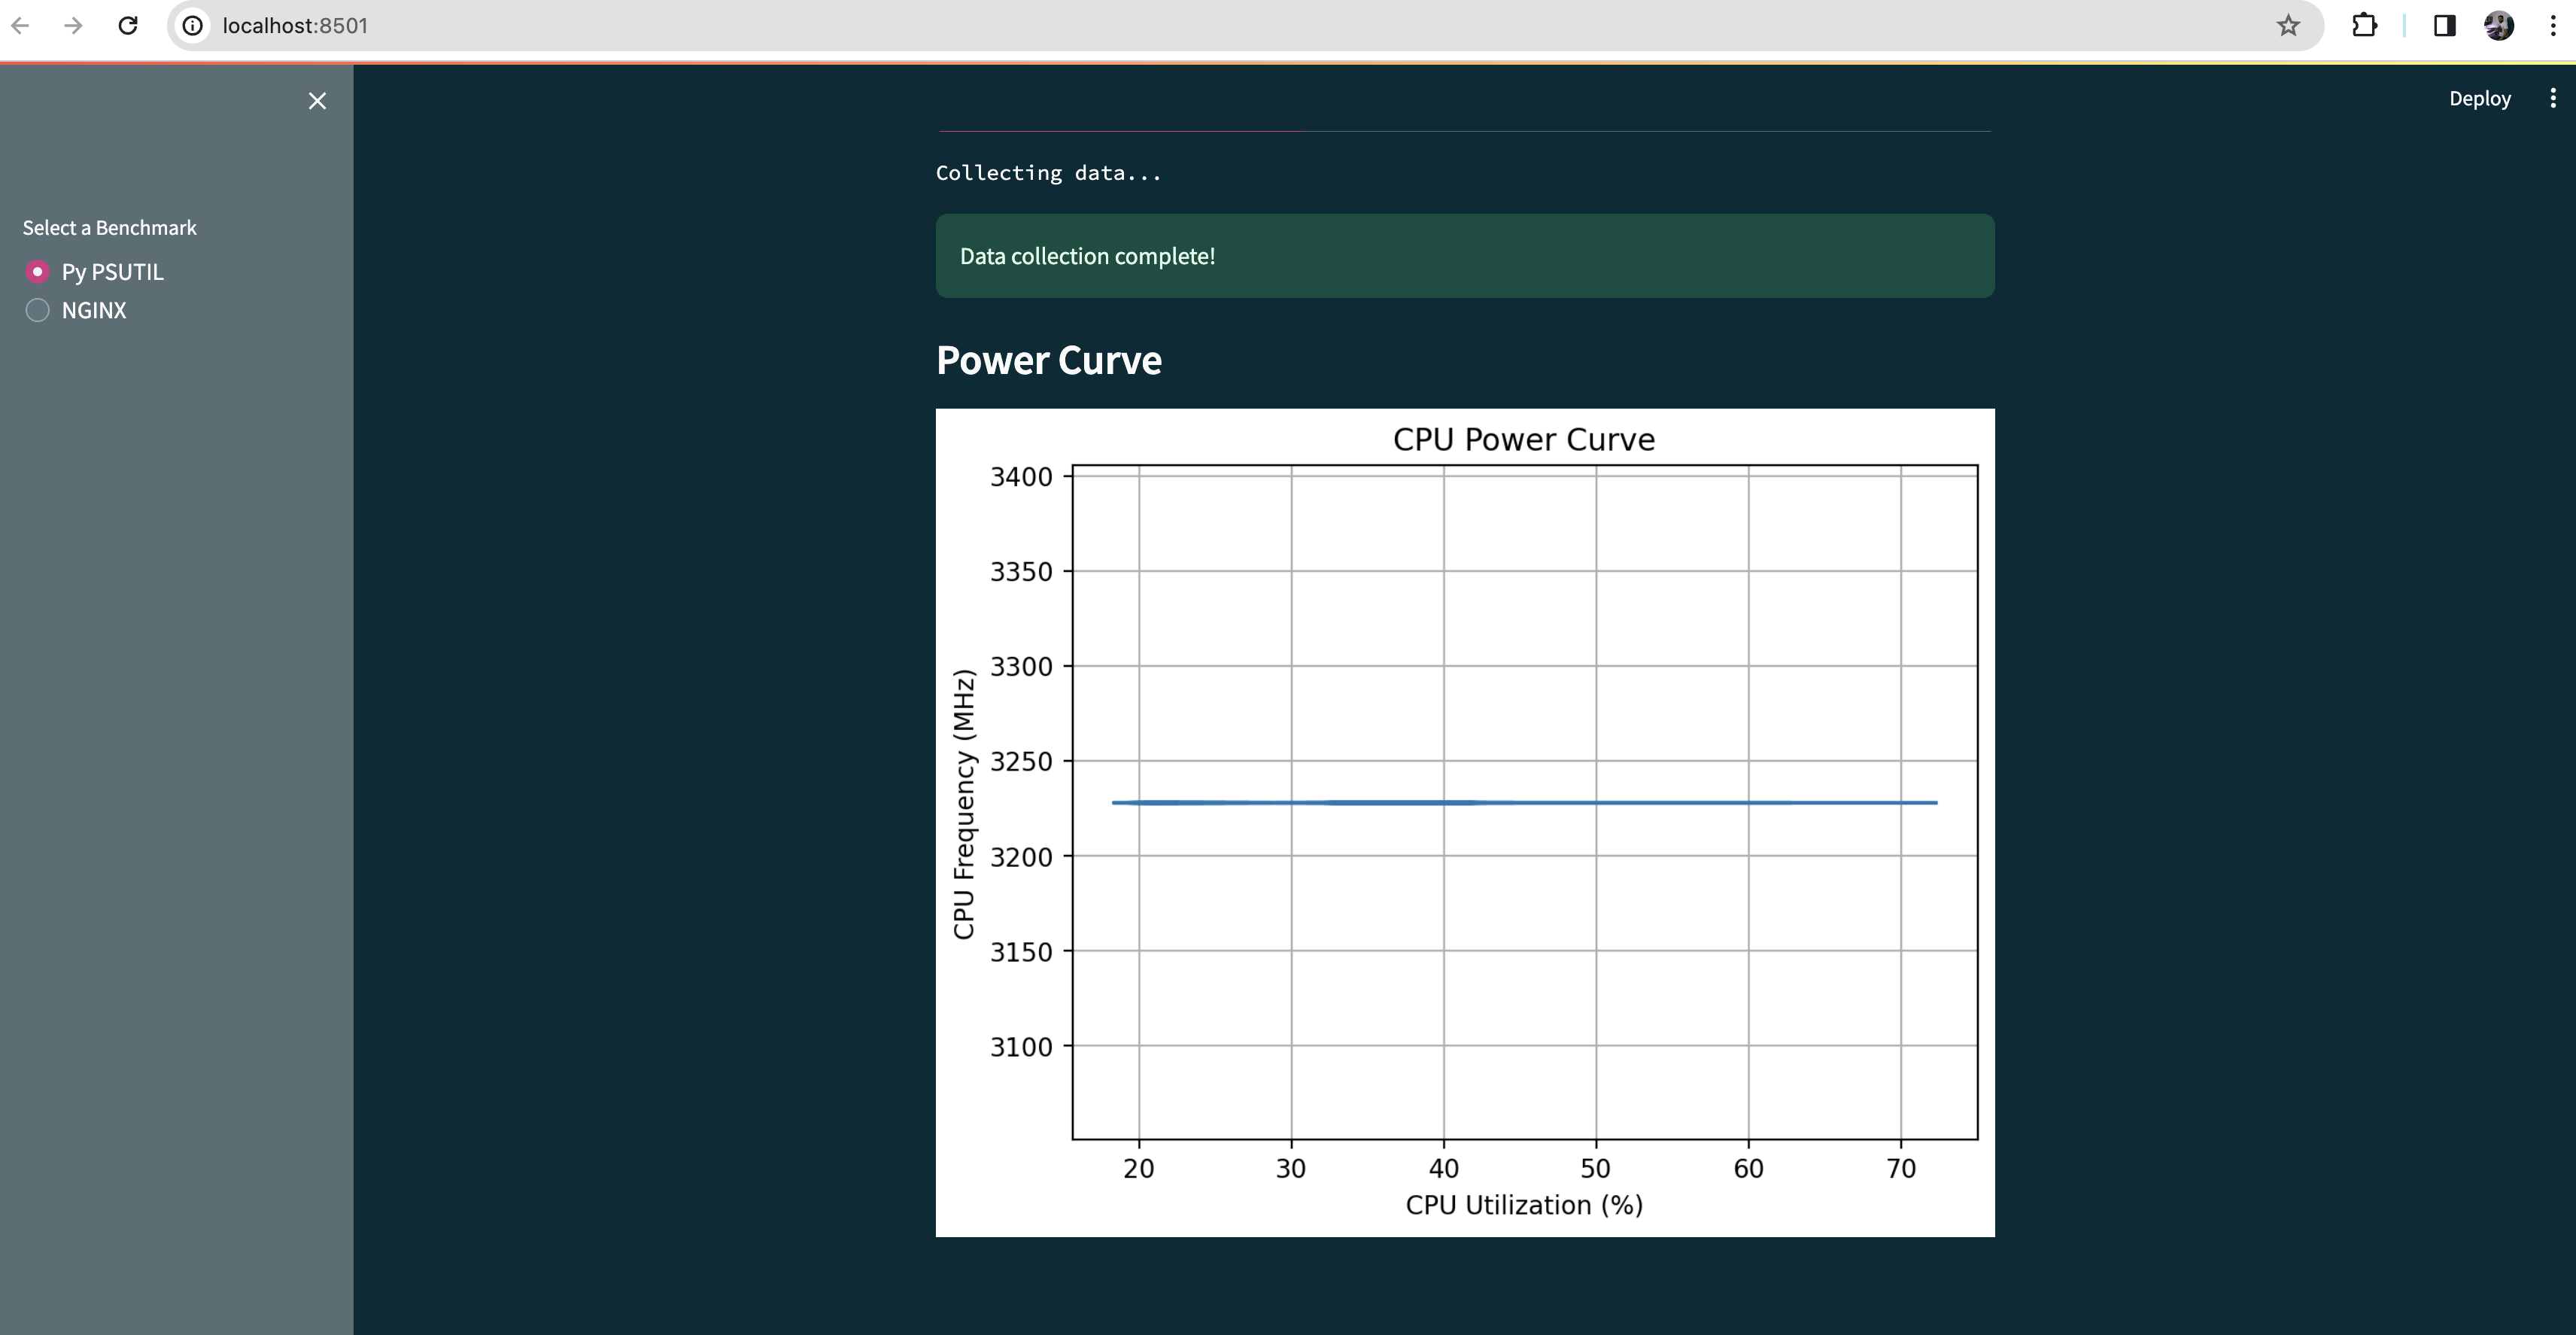 localhost:8501
Deploy
Select a Benchmark
Py PSUTIL
NGINX
Collecting data...
Data collection complete!
Power Curve
CPU Power Curve
3400
3350
3300
3250
3200
3150
3100
CPU Frequency (MHz)
20 30 40 50 60 70
CPU Utilization (%)